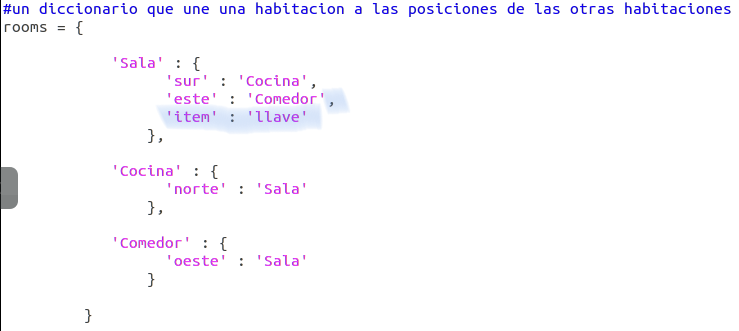 #un diccionario que une una habitacion a las posiciones de las otras habitaciones
rooms = {
'Sala' : {
'sur' : 'Cocina',
'este' : 'Comedor',
'item' : 'llave'
},
'Cocina' : {
'norte' : 'Sala'
},
'Comedor' : {
'oeste' : 'Sala'
}
}